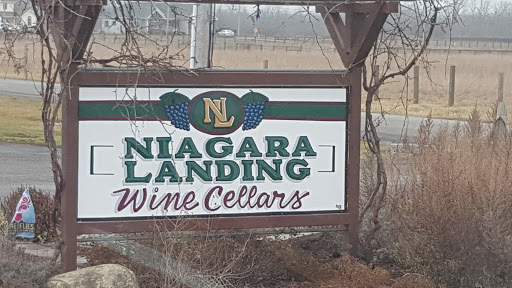 NL
NIAGARA
LANDING
Wine Cellars